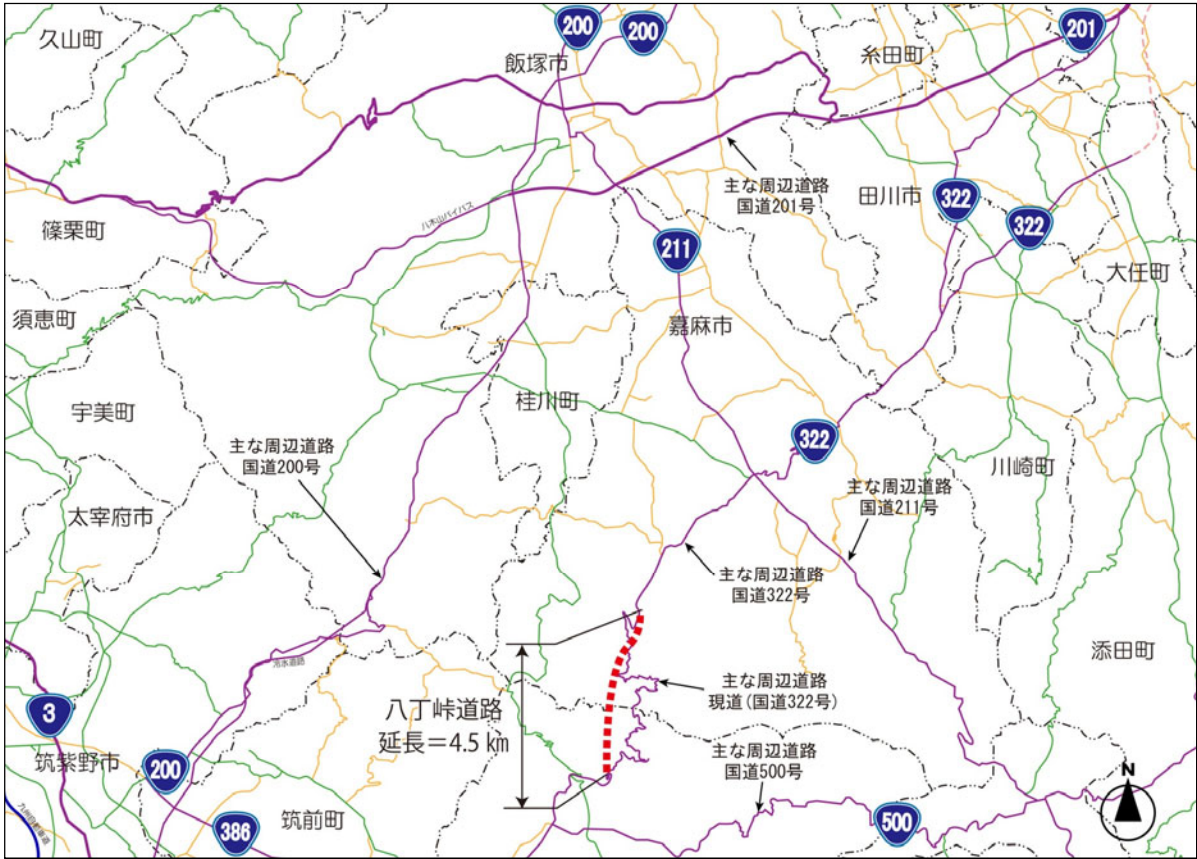 久山町
200
200
201
飯塚市
糸田町
主な周辺道路
国道201号
田川市
322
322
篠栗町
八木山バイパス
211
大任町
須恵町
嘉麻市
宇美町
桂川町
主な周辺道路
国道200号
322
川崎町
主な周辺道路
国道211号
太宰府市
主な周辺道路
国道322号
添田町
冷水道路
主な周辺道路
現道(国道322号)
3
八丁峠道路
延長=4.5 km
筑紫野市
200
主な周辺道路
国道500号
N
九州自動車道
386
筑前町
500